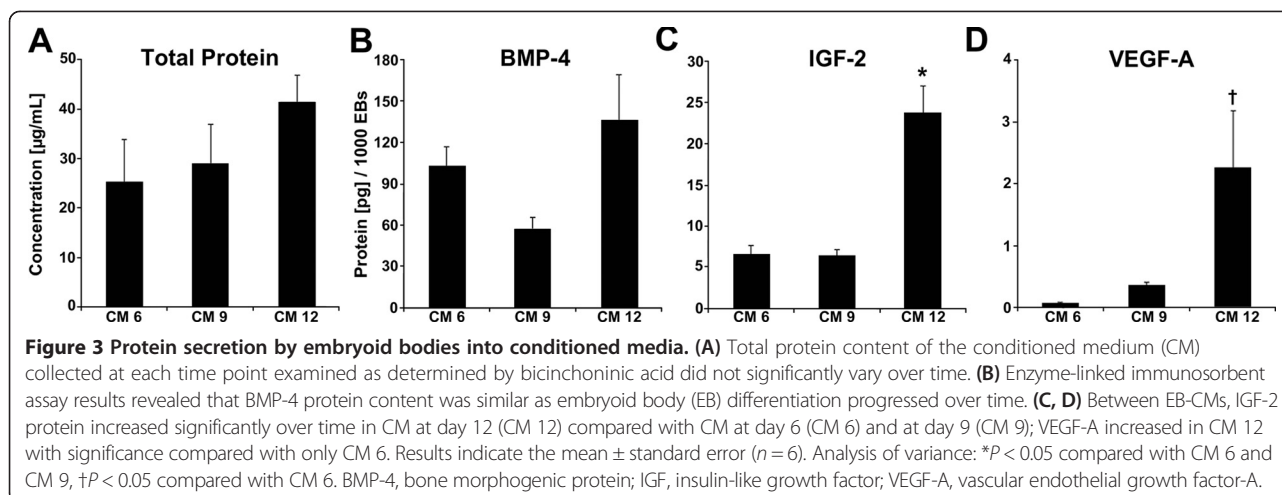 A
Total Protein
Concentration [µg/mL]
50
40
30
20
10
0
CM 6 CM 9 CM 12
B
BMP-4
Protein [pg] / 1000 EBs
180
150
120
90
60
30
0
CM 6 CM 9 CM 12
C
IGF-2
30
25
20
15
10
5
0
*
CM 6 CM 9 CM 12
D
VEGF-A
4
3
2
1
0
†
CM 6 CM 9 CM 12
Figure 3 Protein secretion by embryoid bodies into conditioned media. (A) Total protein content of the conditioned medium (CM)
collected at each time point examined as determined by bicinchoninic acid did not significantly vary over time. (B) Enzyme-linked immunosorbent
assay results revealed that BMP-4 protein content was similar as embryoid body (EB) differentiation progressed over time. (C, D) Between EB-CMs, IGF-2
protein increased significantly over time in CM at day 12 (CM 12) compared with CM at day 6 (CM 6) and at day 9 (CM 9); VEGF-A increased in CM 12
with significance compared with only CM 6. Results indicate the mean ± standard error (n = 6). Analysis of variance: *P < 0.05 compared with CM 6 and
CM 9, †P < 0.05 compared with CM 6. BMP-4, bone morphogenic protein; IGF, insulin-like growth factor; VEGF-A, vascular endothelial growth factor-A.